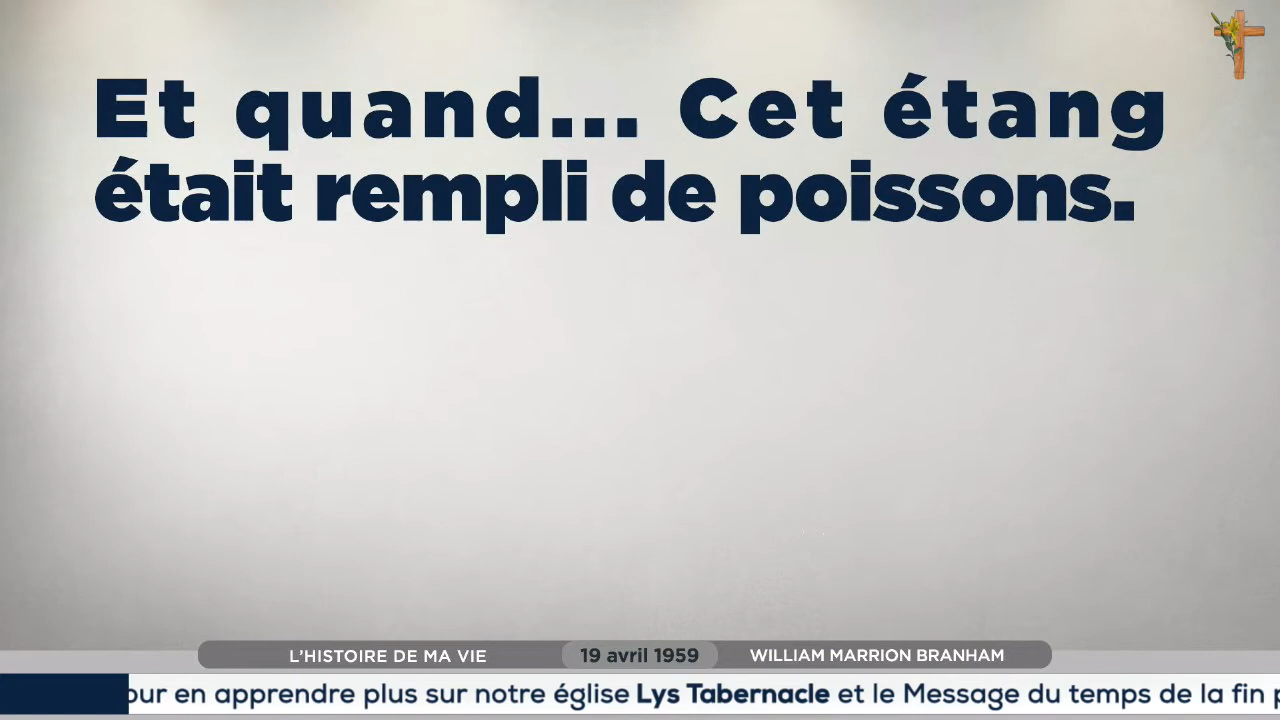 Et quand... Cet étang
était rempli de poissons.
L'HISTOIRE DE MA VIE 19 avril 1959 WILLIAM MARRION BRANHAM
en apprendre plus sur notre église Lys Tabernacle et le Message du temps de la fin